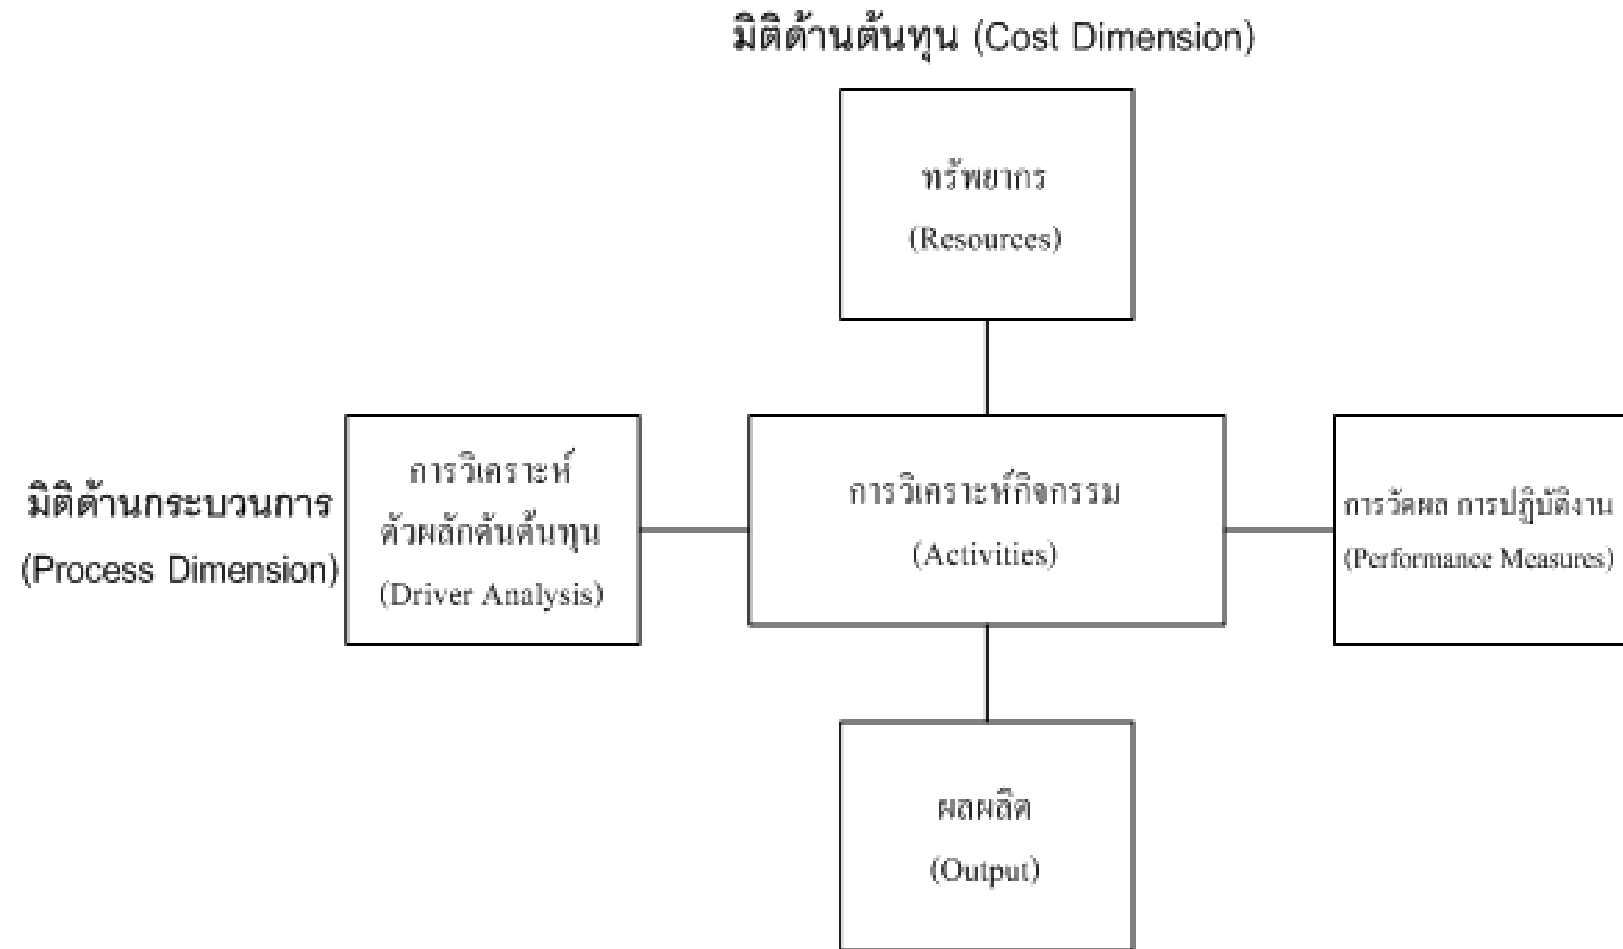 มิติด้านต้นทุน (Cost Dimension)
ทรัพยากร
(Resources)
มิติด้านกระบวนการ
(Process Dimension)
การวิเคราะห์
ตัวผลักดันต้นทุน
(Driver Analysis)
การวิเคราะห์กิจกรรม
(Activities)
การวัดผล การปฏิบัติงาน
(Performance Measures)
ผลผลิต
(Output)